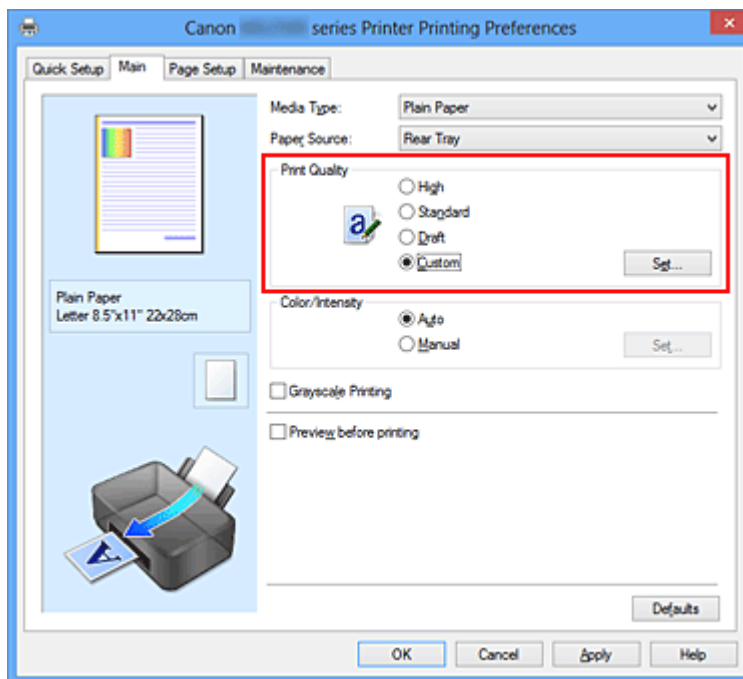 Canon series Printer Printing Preferences
Quick Setup Main Page Setup Maintenance
Media Type: Plain Paper
Paper Source: Rear Tray
Print Quality
High
Standard
Draft
Custom
Set...
Plain Paper
Letter 8.5"x11" 22x28cm
Color/Intensity
Auto
Manual
Set...
Grayscale Printing
Preview before printing
A
Defaults
OK Cancel Apply Help